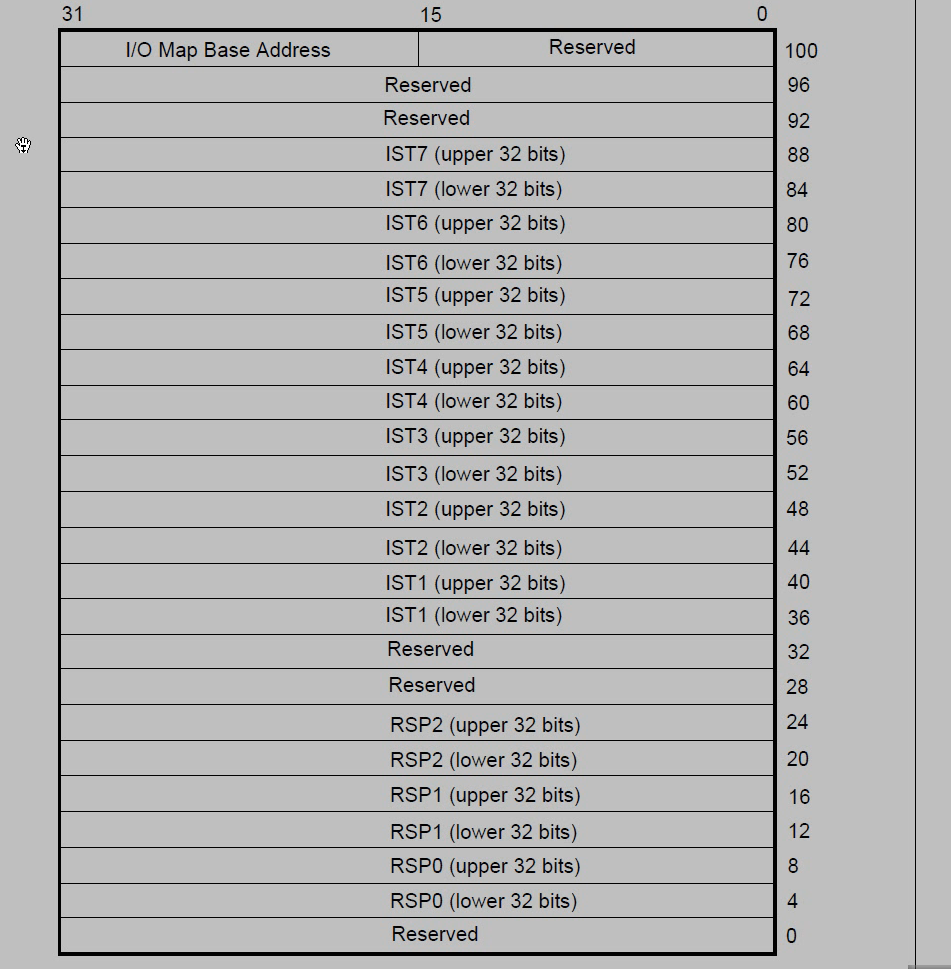 31 15 0
I/O Map Base Address Reserved 100
Reserved 96
Reserved 92
IST7 (upper 32 bits) 88
IST7 (lower 32 bits) 84
IST6 (upper 32 bits) 80
IST6 (lower 32 bits) 76
IST5 (upper 32 bits) 72
IST5 (lower 32 bits) 68
IST4 (upper 32 bits) 64
IST4 (lower 32 bits) 60
IST3 (upper 32 bits) 56
IST3 (lower 32 bits) 52
IST2 (upper 32 bits) 48
IST2 (lower 32 bits) 44
IST1 (upper 32 bits) 40
IST1 (lower 32 bits) 36
Reserved 32
Reserved 28
RSP2 (upper 32 bits) 24
RSP2 (lower 32 bits) 20
RSP1 (upper 32 bits) 16
RSP1 (lower 32 bits) 12
RSP0 (upper 32 bits) 8
RSP0 (lower 32 bits) 4
Reserved 0